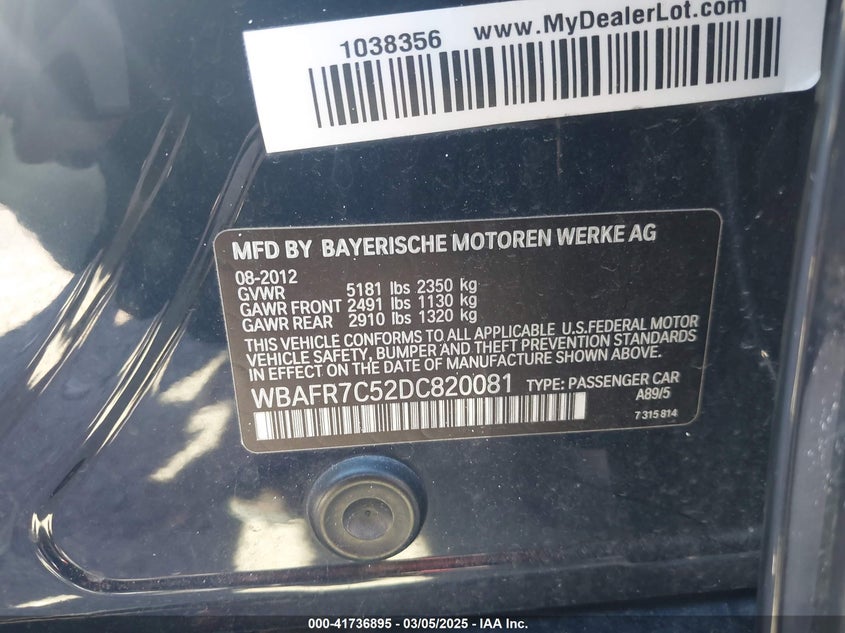 1038356 www.MyDealerLot.com
MFD BY BAYERISCHE MOTOREN WERKE AG
08-2012
GVWR 5181 lbs 2350 kg
GAWR FRONT 2491 lbs 1130 kg
GAWR REAR 2910 lbs 1320 kg
THIS VEHICLE CONFORMS TO ALL APPLICABLE U.S.FEDERAL MOTOR
VEHICLE SAFETY, BUMPER AND THEFT PREVENTION STANDARDS
IN EFFECT ON THE DATE OF MANUFACTURE SHOWN ABOVE.
WBAFR7C52DC820081 TYPE: PASSENGER CAR
A89/5
7 315 814
000-41736895 | 03/05/2025 - © IAA Inc.